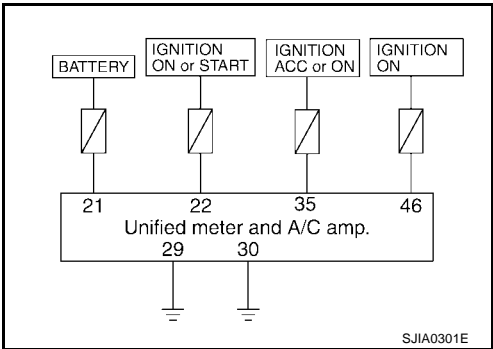 BATTERY
IGNITION
ON or START
IGNITION
ACC or ON
IGNITION
ON
21 22 35 46
Unified meter and A/C amp.
29 30
SJIA0301E